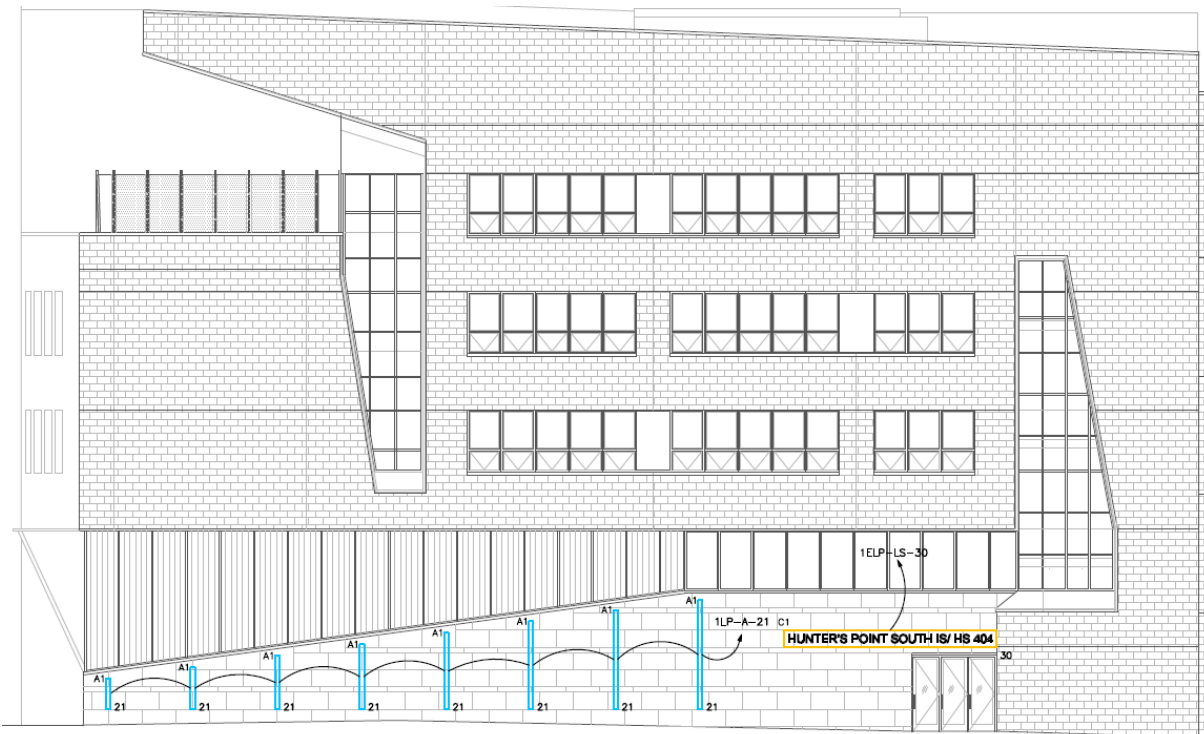 1ELP-LS-30
A1
A1
1LP-A-21 C1
A1
HUNTER'S POINT SOUTH IS/ HS 404
A1
A1
A1
30
A1
A1
21
21
21
21
21
21
21
21